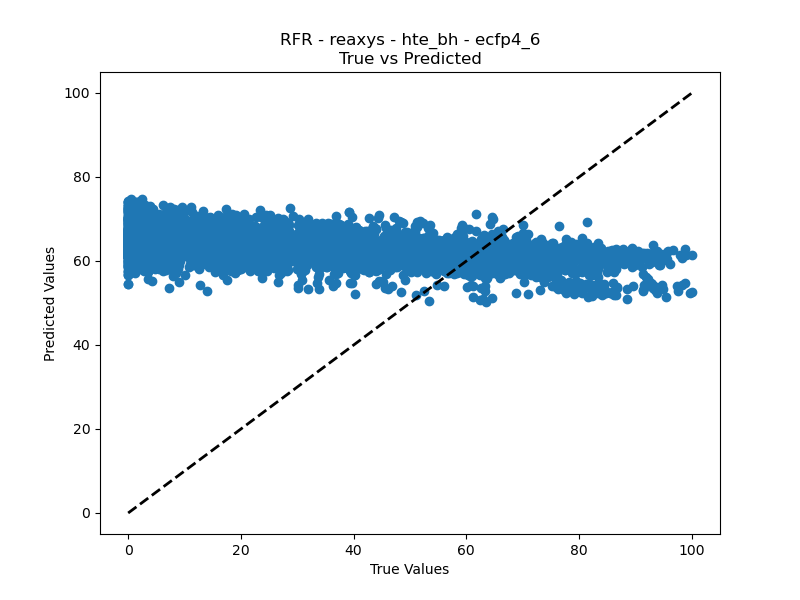 RFR - reaxys - hte_bh - ecfp4_6
True vs Predicted
100
80
60
40
20
0
Predicted Values
0 20 40 60 80 100
True Values